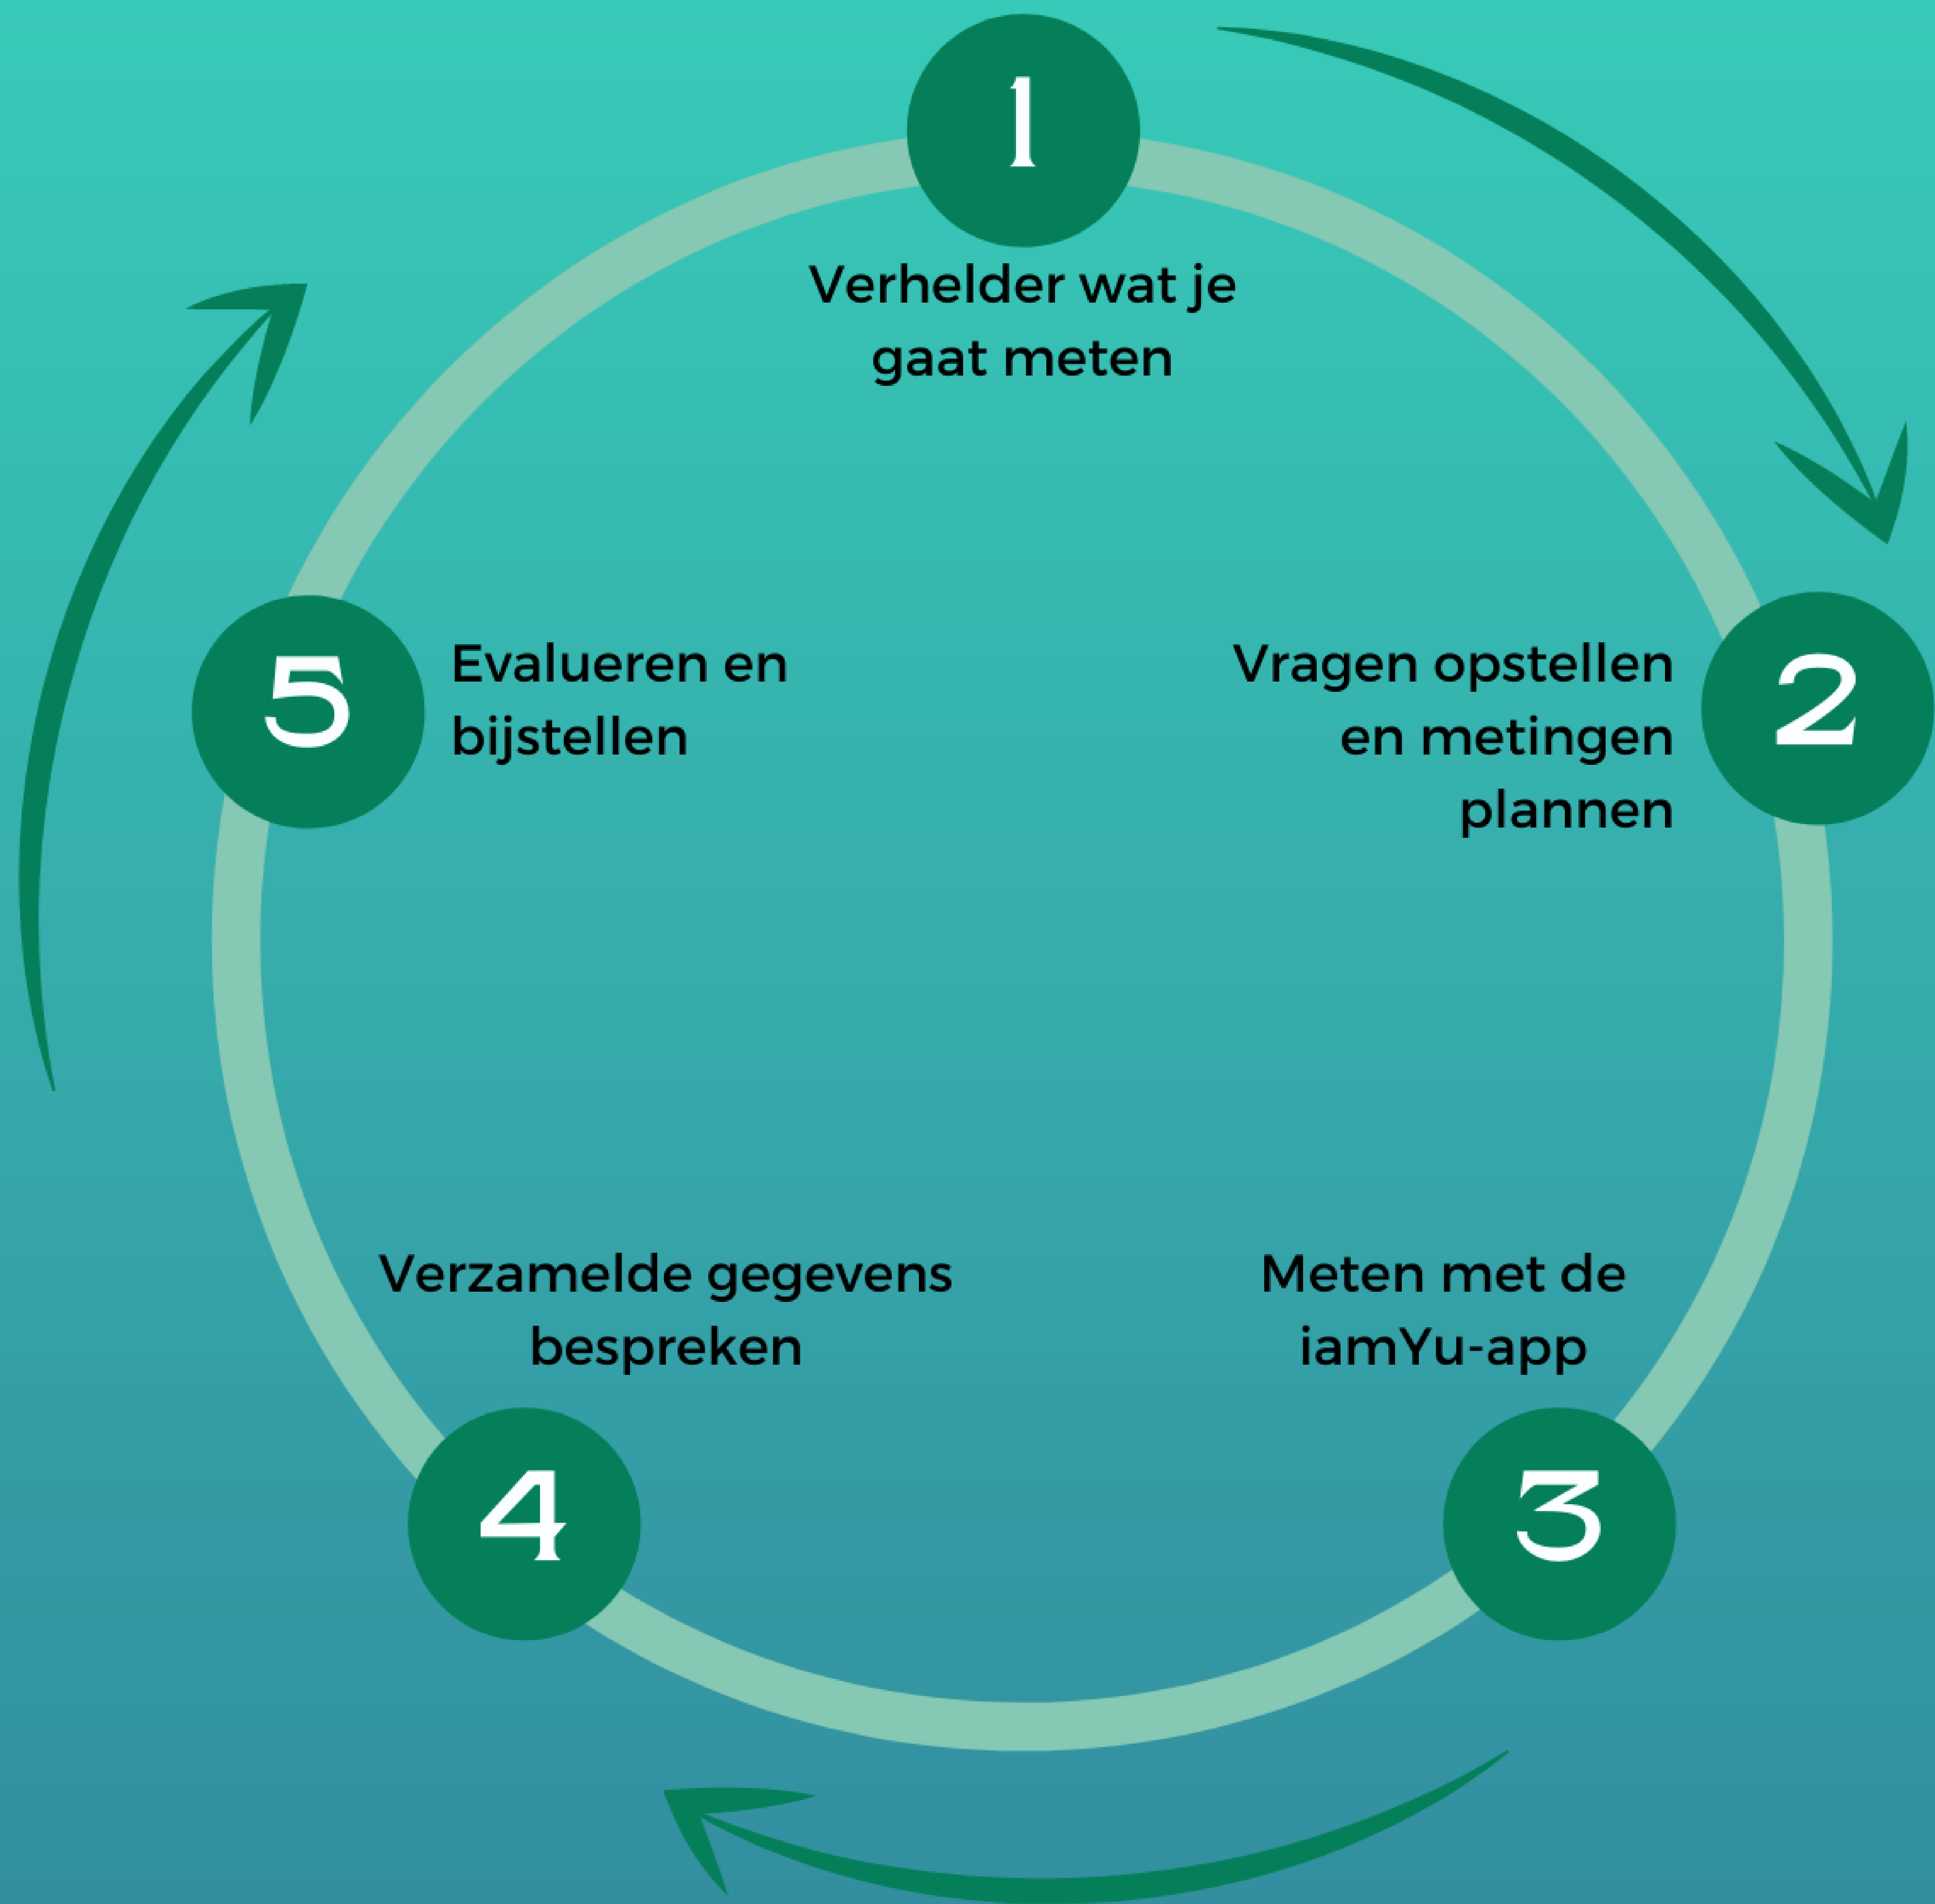 1
Verhelder wat je
gaat meten
2
Vragen opstellen
en metingen
plannen
3
Meten met de
iamYu-app
4
Verzamelde gegevens
bespreken
5
Evalueren en
bijstellen